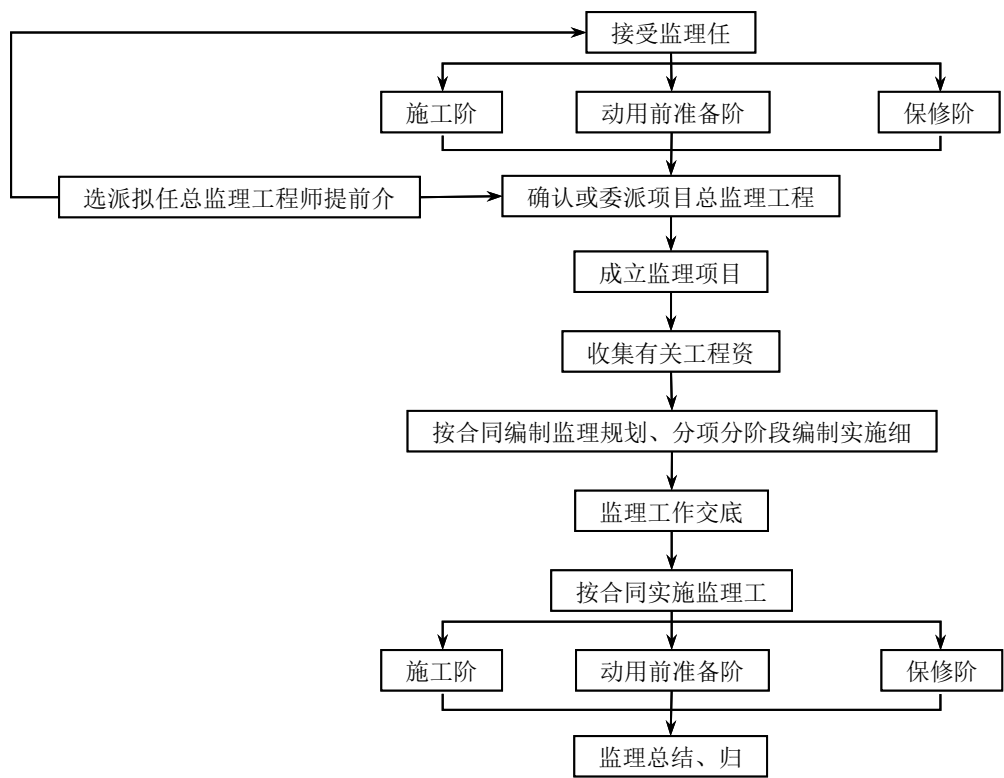 接受监理任
施工阶
动用前准备阶
保修阶
选派拟任总监理工程师提前介
确认或委派项目总监理工程
成立监理项目
收集有关工程资
按合同编制监理规划、分项分阶段编制实施细
监理工作交底
按合同实施监理工
施工阶
动用前准备阶
保修阶
监理总结、归